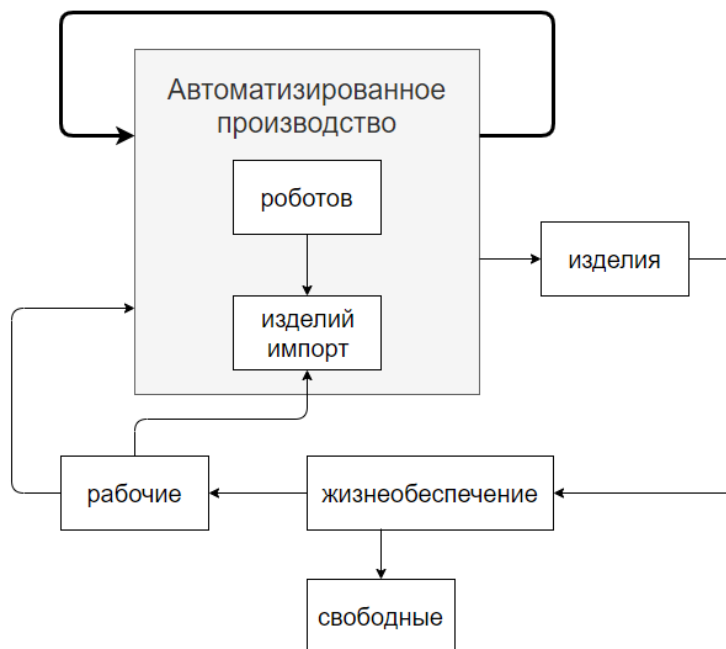 Автоматизированное
производство
роботов
изделия
изделий
импорт
рабочие
жизнеобеспечение
свободные